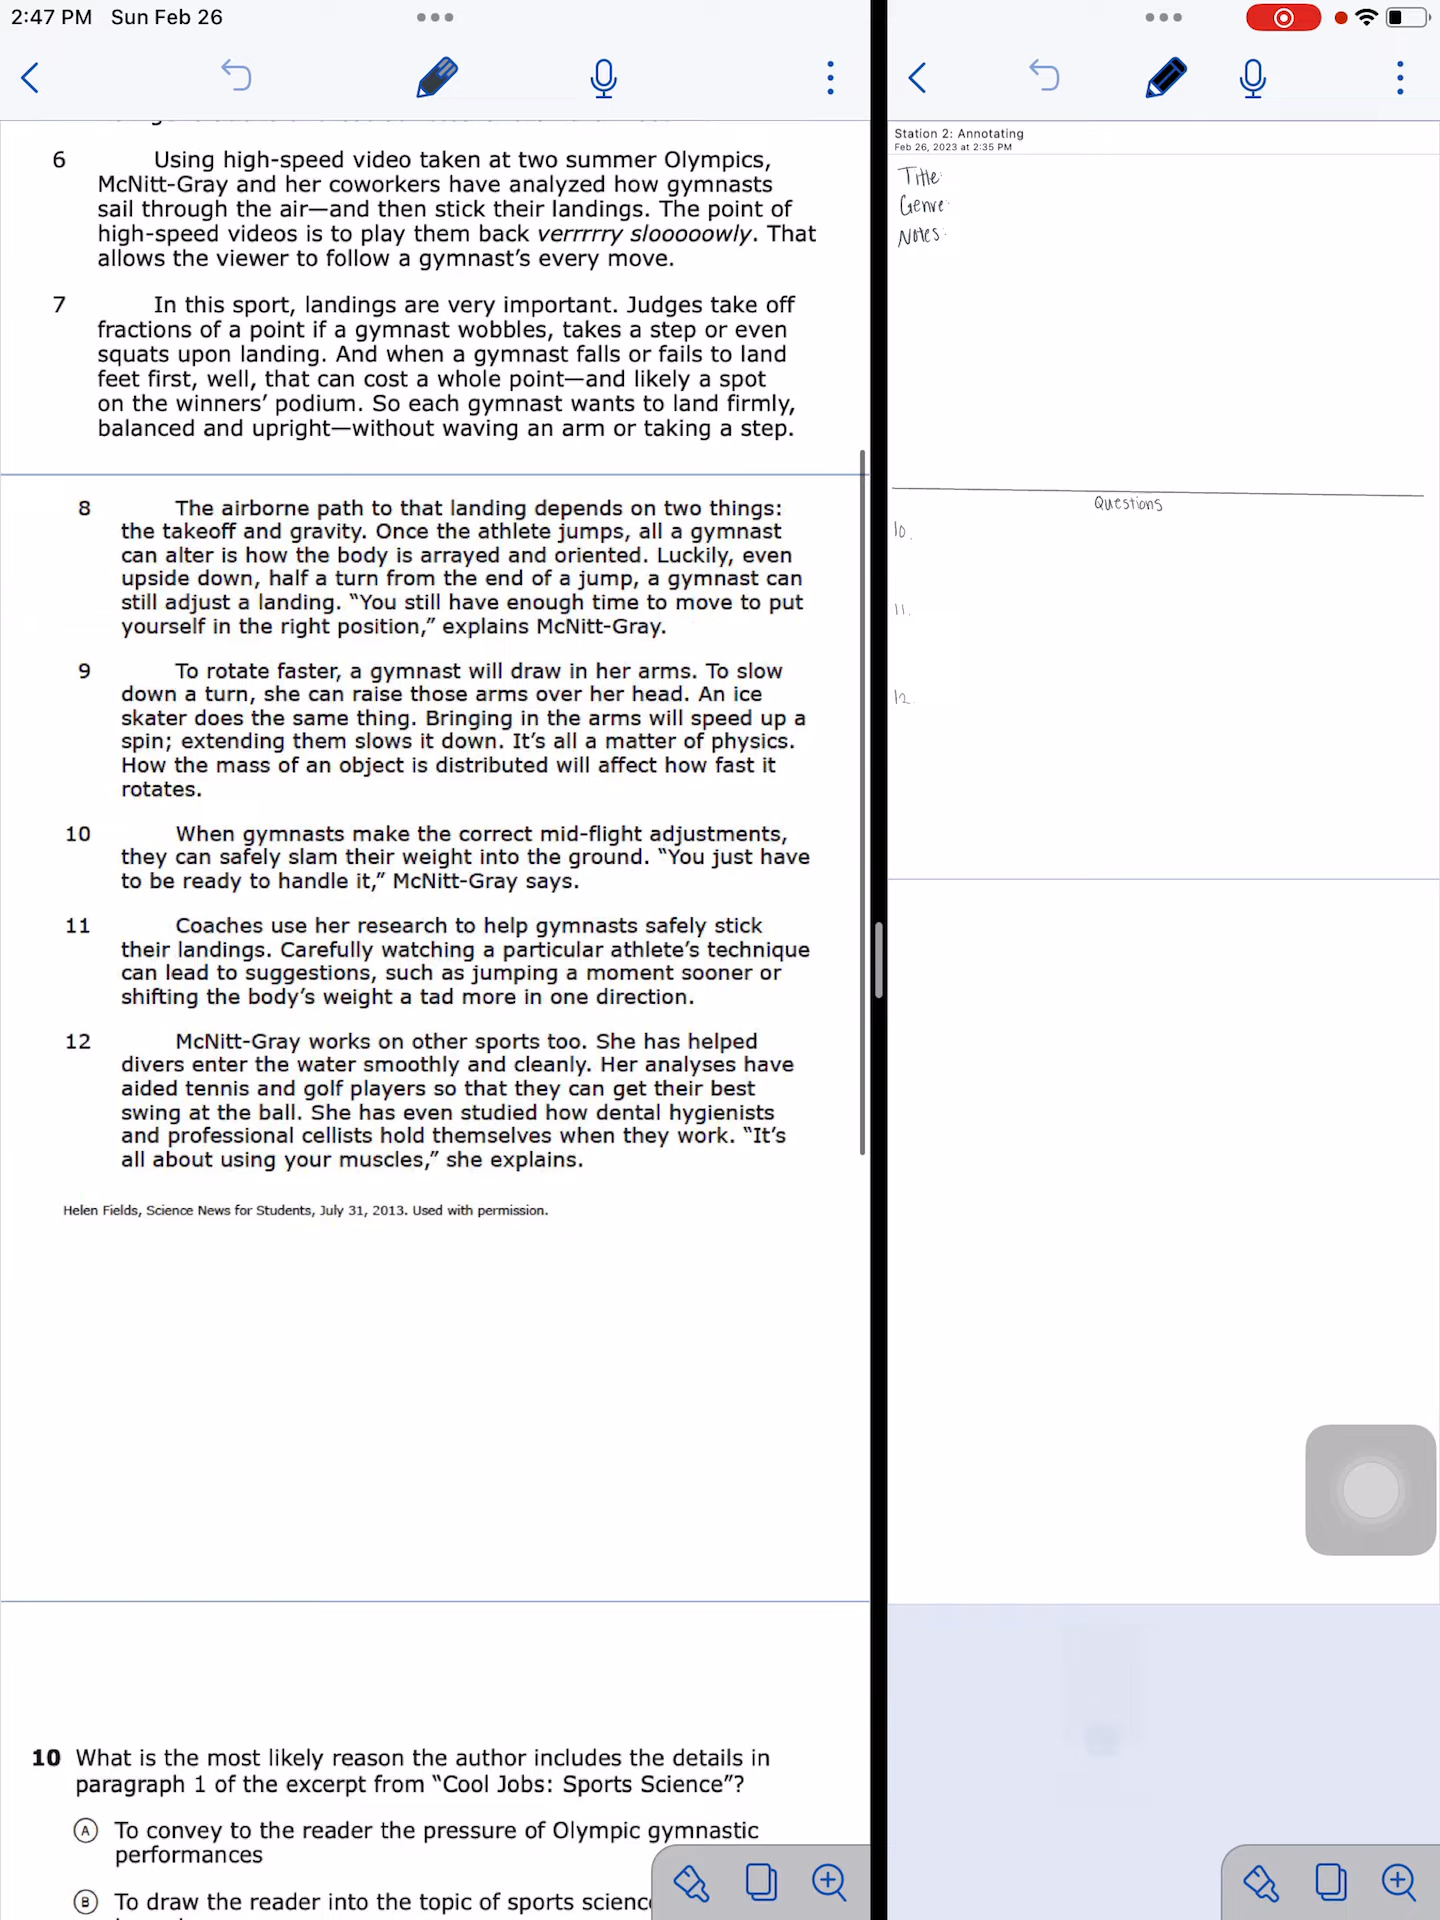 2:47 PM Sun Feb 26
6 Using high-speed video taken at two summer Olympics,
McNitt-Gray and her coworkers have analyzed how gymnasts
sail through the air—and then stick their landings. The point of
high-speed videos is to play them back verrrrry slooooowly. That
allows the viewer to follow a gymnast's every move.
7 In this sport, landings are very important. Judges take off
fractions of a point if a gymnast wobbles, takes a step or even
squats upon landing. And when a gymnast falls or fails to land
feet first, well, that can cost a whole point—and likely a spot
on the winners' podium. So each gymnast wants to land firmly,
balanced and upright—without waving an arm or taking a step.
8 The airborne path to that landing depends on two things:
the takeoff and gravity. Once the athlete jumps, all a gymnast
can alter is how the body is arrayed and oriented. Luckily, even
upside down, half a turn from the end of a jump, a gymnast can
still adjust a landing. "You still have enough time to move to put
yourself in the right position," explains McNitt-Gray.
9 To rotate faster, a gymnast will draw in her arms. To slow
down a turn, she can raise those arms over her head. An ice
skater does the same thing. Bringing in the arms will speed up a
spin; extending them slows it down. It's all a matter of physics.
How the mass of an object is distributed will affect how fast it
rotates.
10 When gymnasts make the correct mid-flight adjustments,
they can safely slam their weight into the ground. "You just have
to be ready to handle it," McNitt-Gray says.
11 Coaches use her research to help gymnasts safely stick
their landings. Carefully watching a particular athlete's technique
can lead to suggestions, such as jumping a moment sooner or
shifting the body's weight a tad more in one direction.
12 McNitt-Gray works on other sports too. She has helped
divers enter the water smoothly and cleanly. Her analyses have
aided tennis and golf players so that they can get their best
swing at the ball. She has even studied how dental hygienists
and professional cellists hold themselves when they work. "It's
all about using your muscles," she explains.
Helen Fields, Science News for Students, July 31, 2013. Used with permission.
10 What is the most likely reason the author includes the details in
paragraph 1 of the excerpt from "Cool Jobs: Sports Science"?
A To convey to the reader the pressure of Olympic gymnastic
performances
B To draw the reader into the topic of sports scienc
Station 2: Annotating
Feb 26, 2023 at 2:35 PM
Title:
Genre:
Notes:
Questions
10.
11.
12.